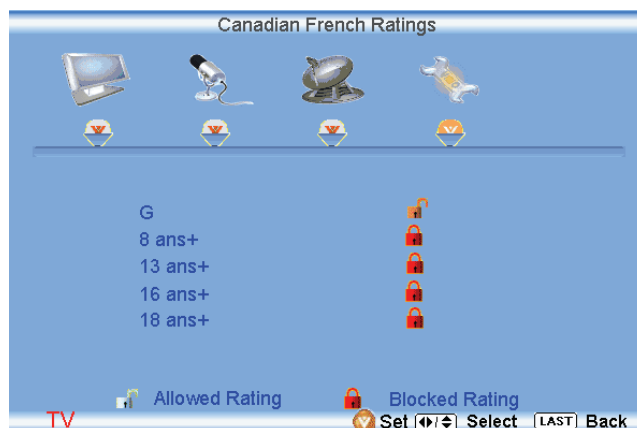 Canadian French Ratings
G
8 ans+
13 ans+
16 ans+
18 ans+
Allowed Rating Blocked Rating
TV Set Select LAST Back